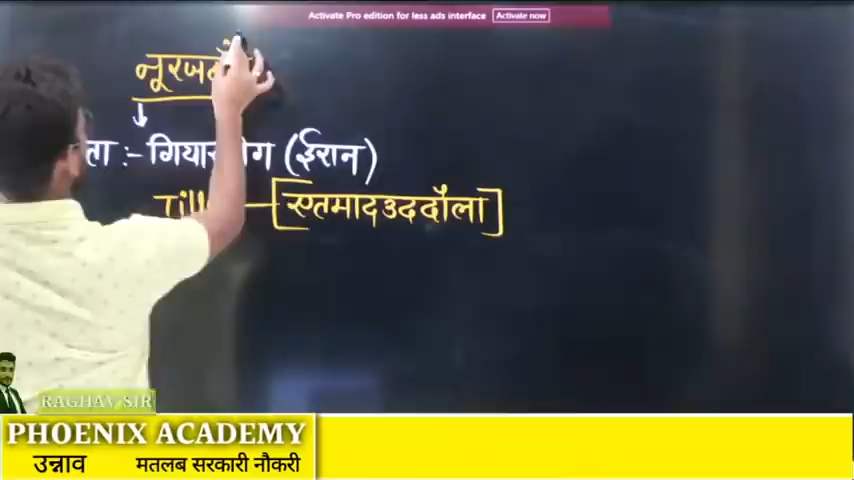 Activate Pro edition for less ads interface Activate now
ता :- (ईरान)
[एतमादउददौला]
RAGHAV SIR
PHOENIX ACADEMY
उन्नाव मतलब सरकारी नौकरी